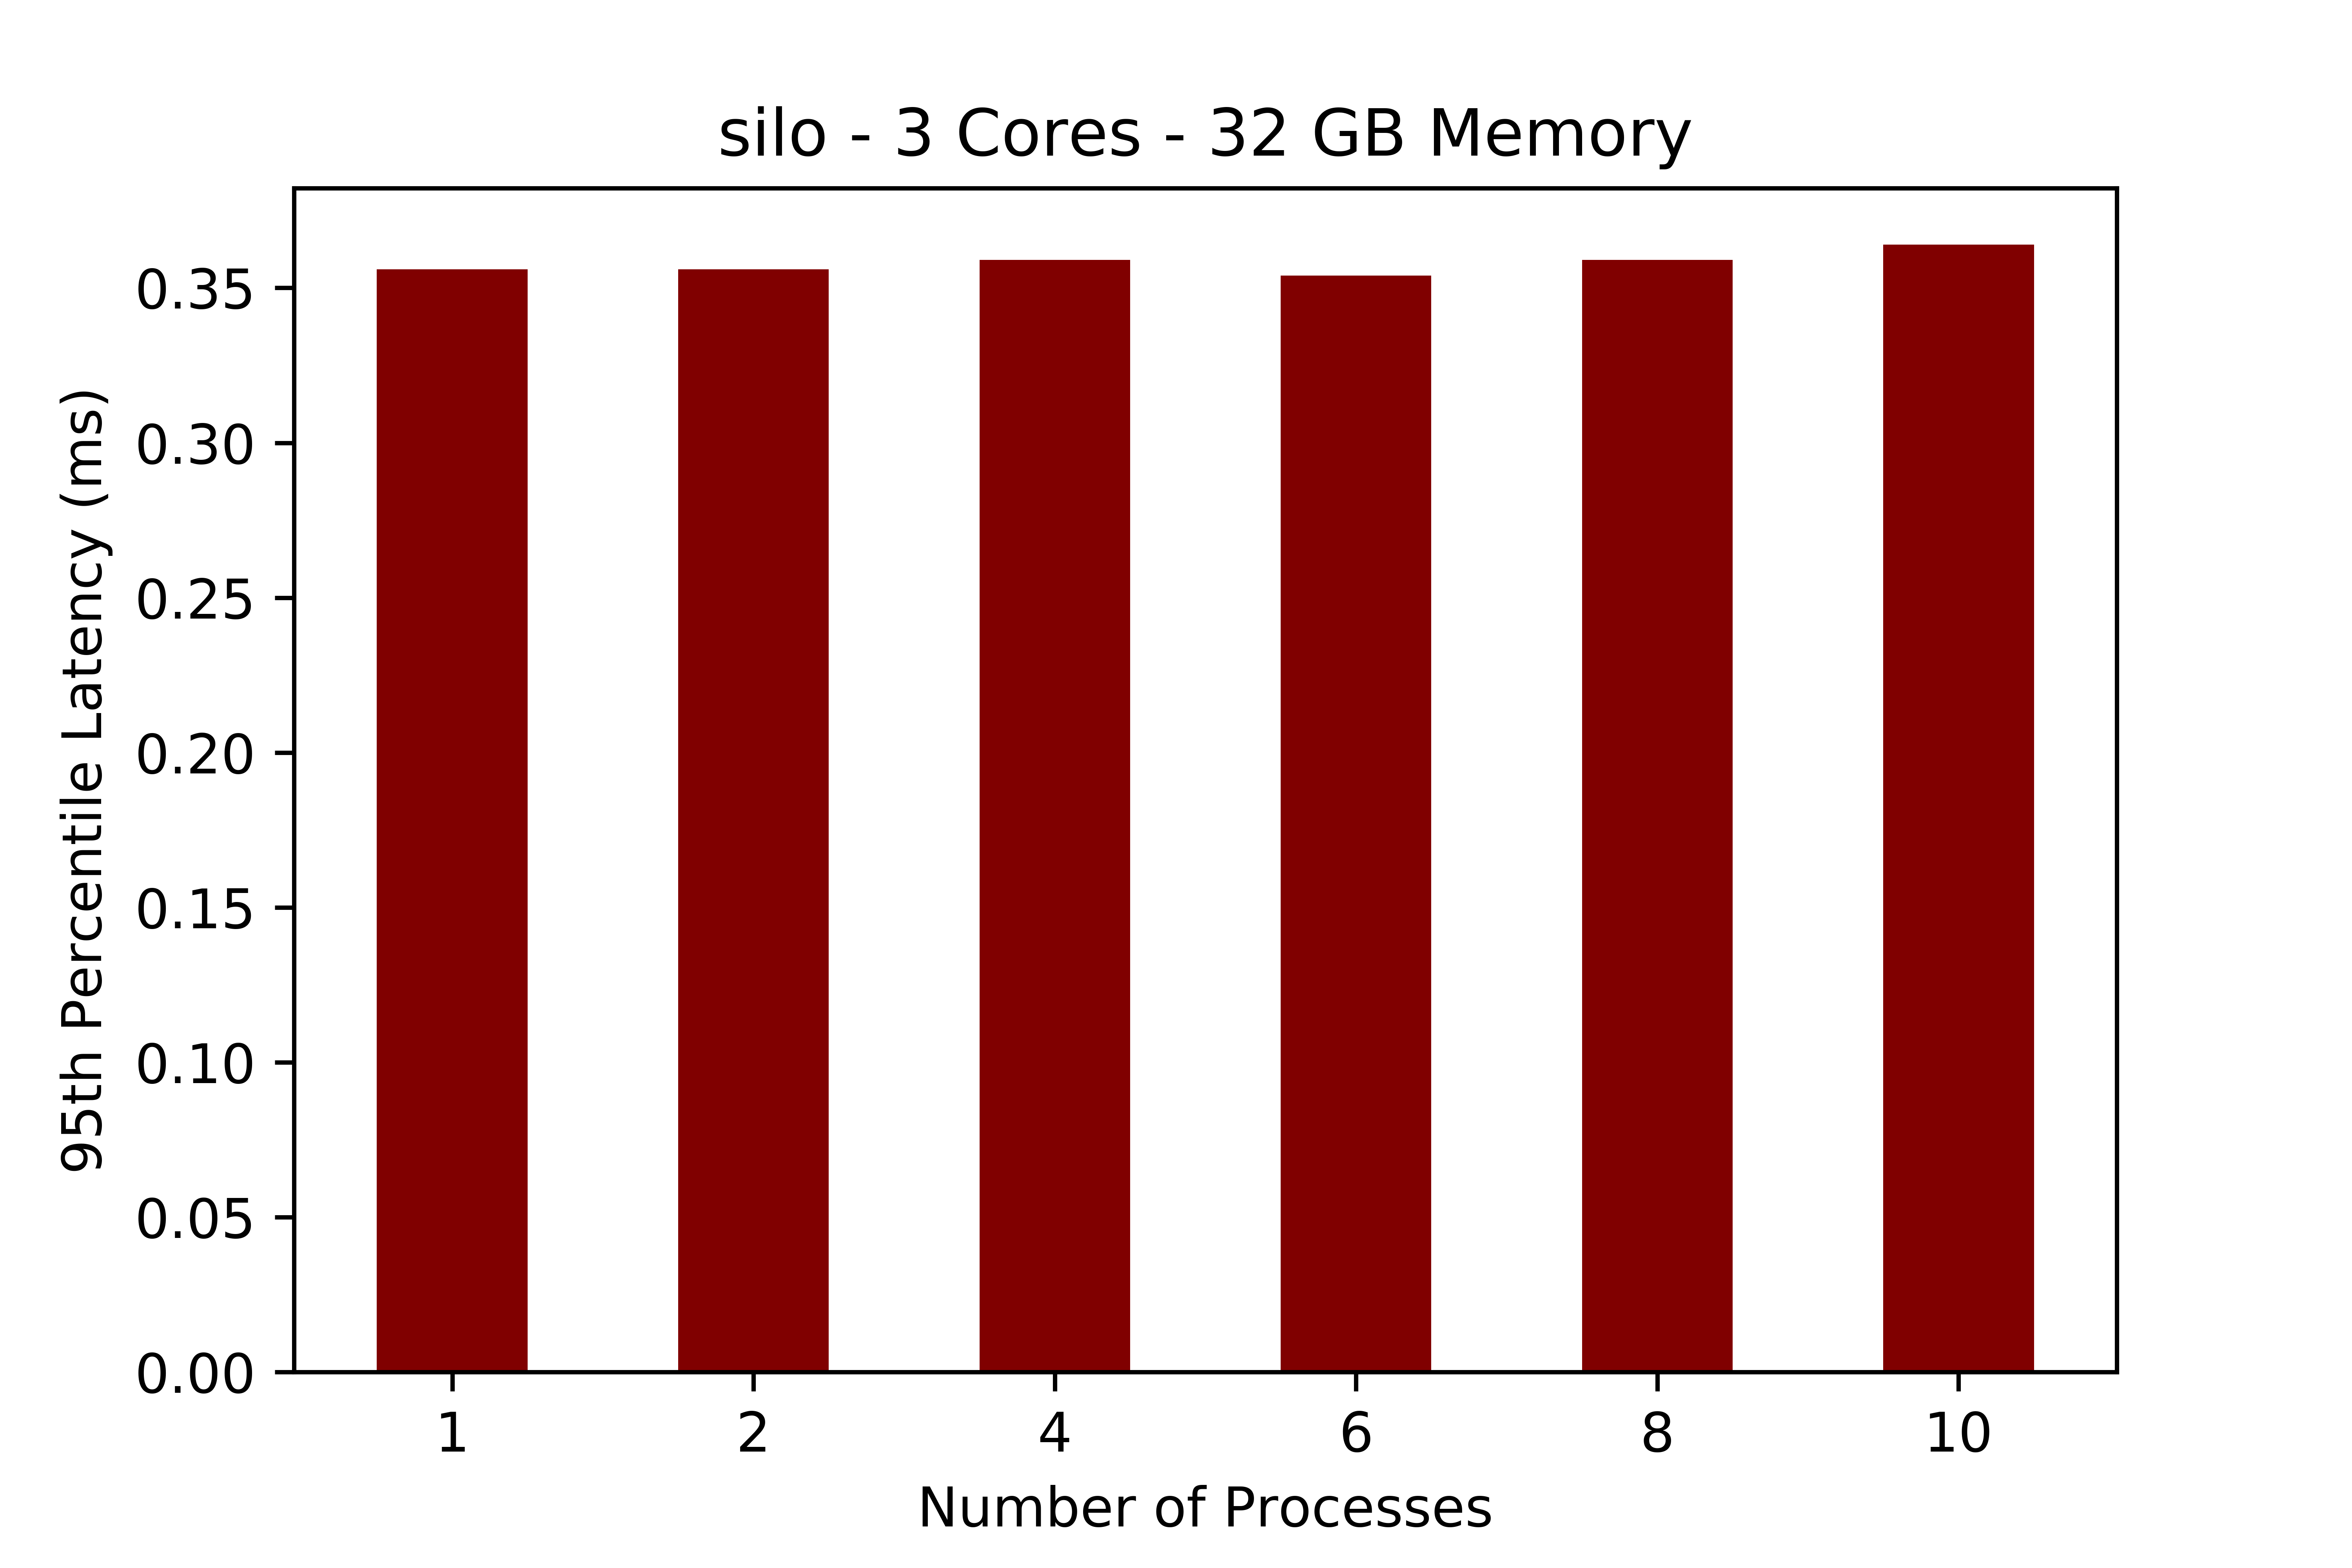 silo - 3 Cores - 32 GB Memory
95th Percentile Latency (ms)
0.35
0.30
0.25
0.20
0.15
0.10
0.05
0.00
1 2 4 6 8 10
Number of Processes